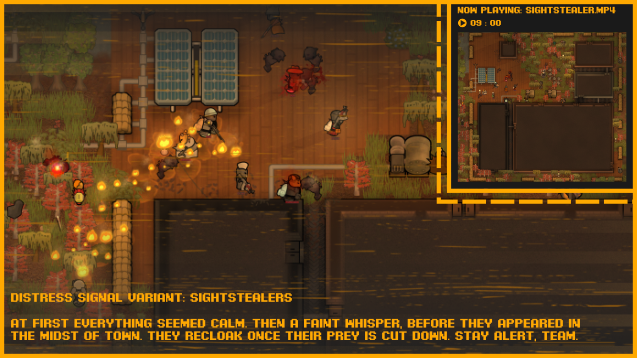 NOW PLAYING: SIGHTSTEALER.MP4
09 : 00
DISTRESS SIGNAL VARIANT: SIGHTSTEALERS
AT FIRST EVERYTHING SEEMED CALM. THEN A FAINT WHISPER, BEFORE THEY APPEARED IN
THE MIDST OF TOWN. THEY RECLOAK ONCE THEIR PREY IS CUT DOWN. STAY ALERT, TEAM.